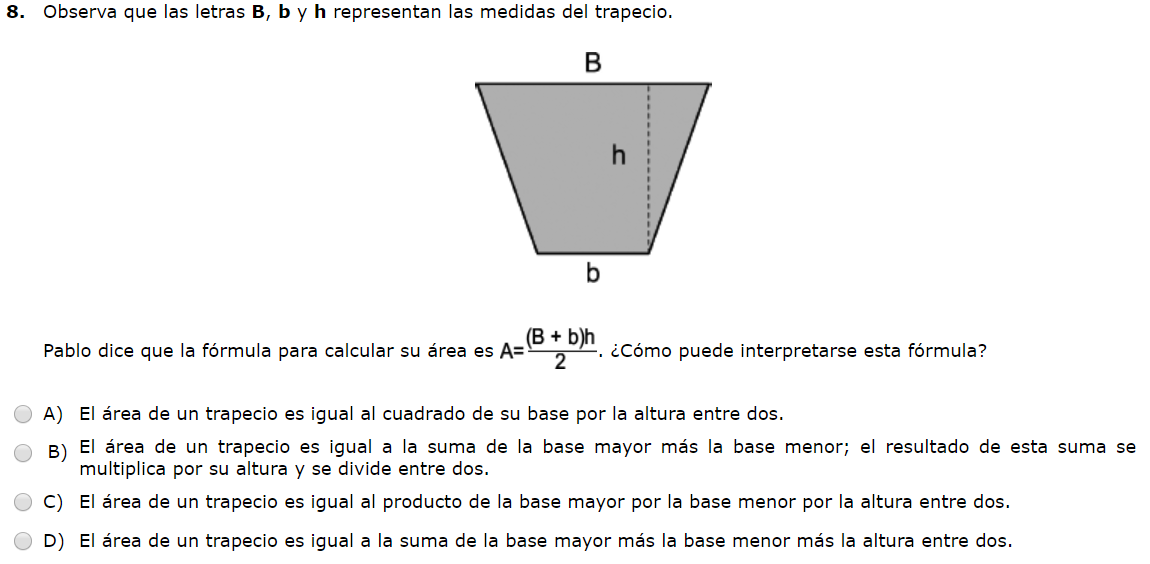 8. Observa que las letras B, b y h representan las medidas del trapecio.
B
h
b
Pablo dice que la fórmula para calcular su área es A=(B + b)h/2. ¿Cómo puede interpretarse esta fórmula?
A) El área de un trapecio es igual al cuadrado de su base por la altura entre dos.
B) El área de un trapecio es igual a la suma de la base mayor más la base menor; el resultado de esta suma se
multiplica por su altura y se divide entre dos.
C) El área de un trapecio es igual al producto de la base mayor por la base menor por la altura entre dos.
D) El área de un trapecio es igual a la suma de la base mayor más la base menor más la altura entre dos.